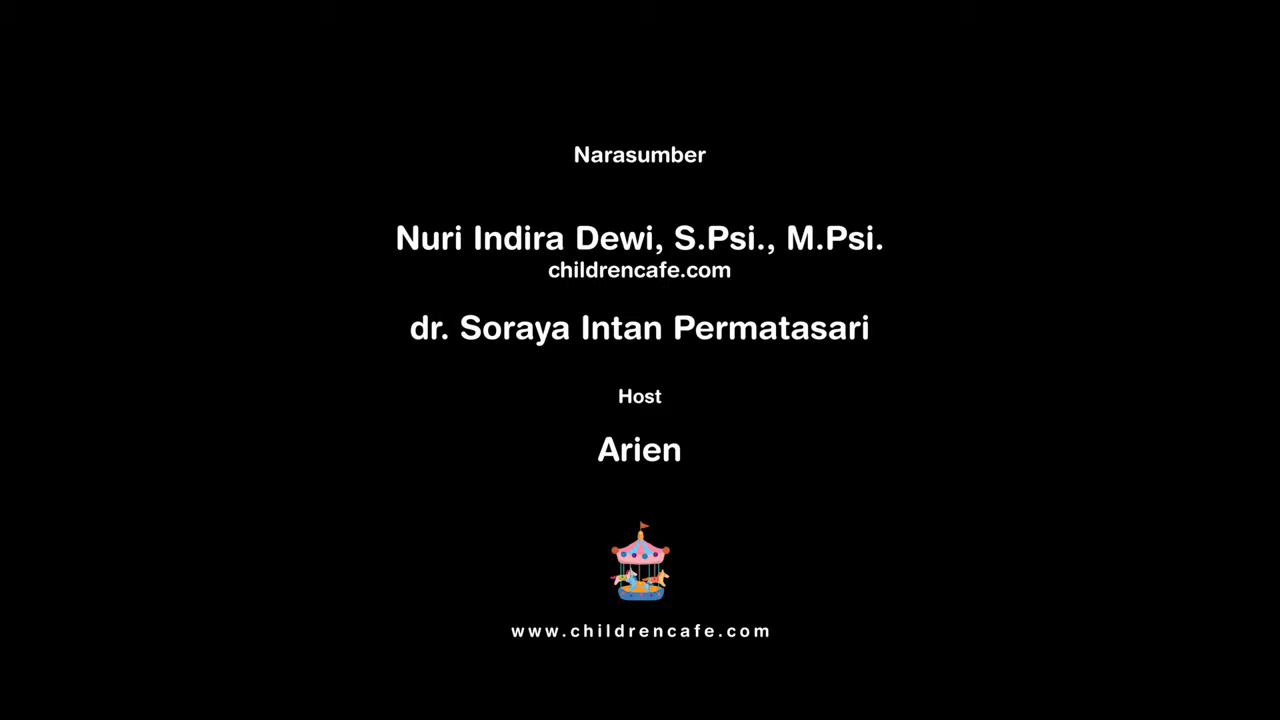 Narasumber
Nuri Indira Dewi, S.Psi., M.Psi.
childrencafe.com
dr. Soraya Intan Permatasari
Host
Arien
www.childrencafe.com